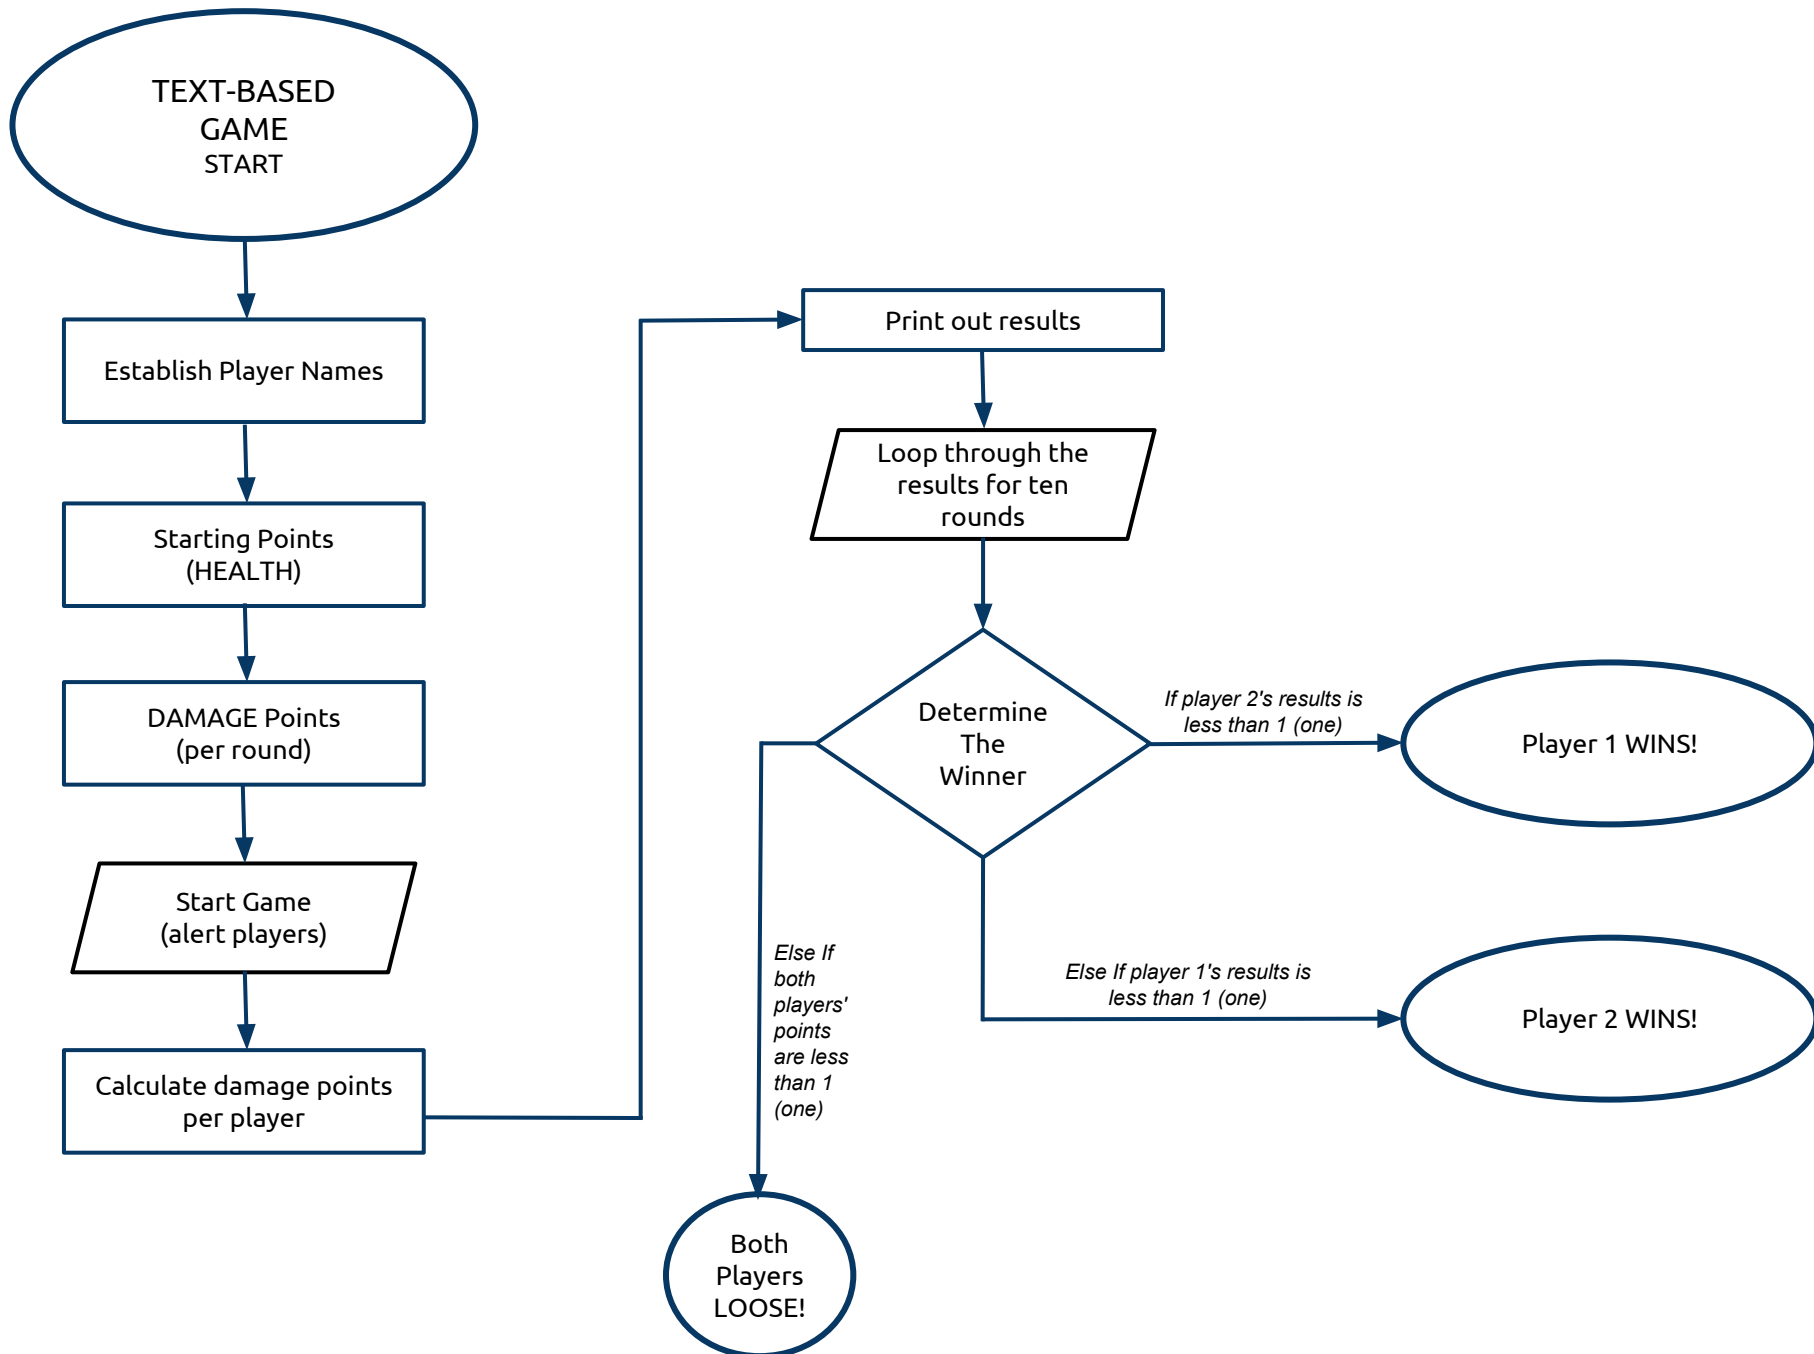 TEXT-BASED
GAME
START
Establish Player Names
Starting Points
(HEALTH)
DAMAGE Points
(per round)
Start Game
(alert players)
Calculate damage points
per player
Print out results
Loop through the
results for ten
rounds
Determine
The
Winner
If player 2's results is
less than 1 (one)
Player 1 WINS!
Else If player 1's results is
less than 1 (one)
Player 2 WINS!
Else If
both
players'
points
are less
than 1
(one)
Both
Players
LOOSE!